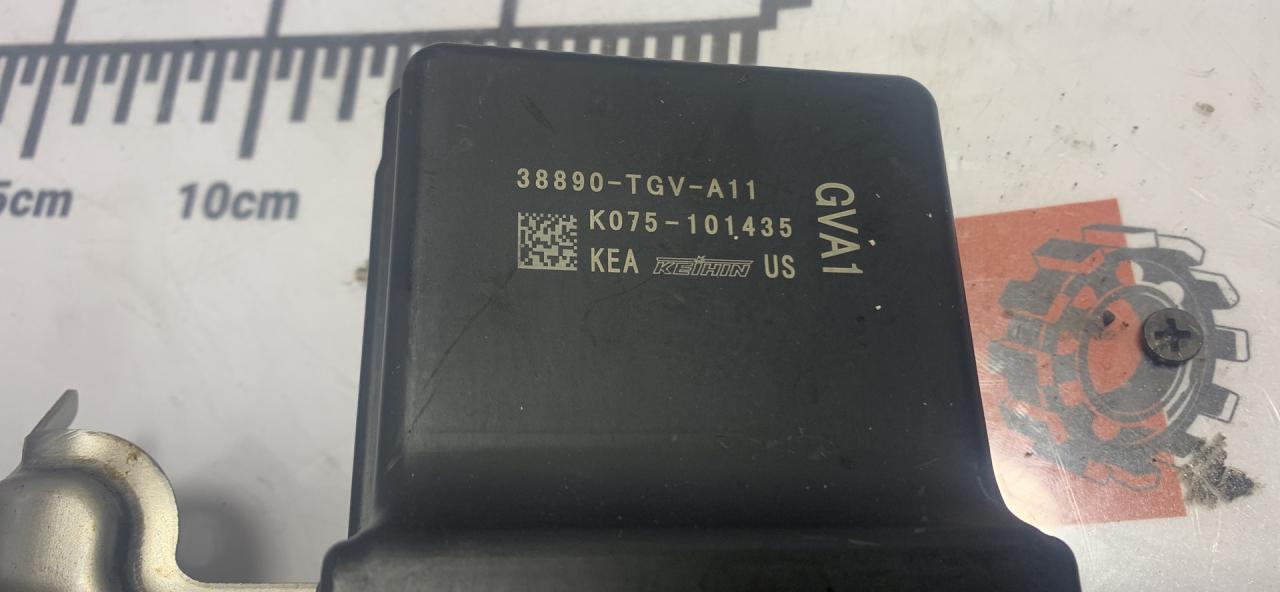 5cm
10cm
38890-TGV-A11
K075-101435
KEA KEIHIN US
GVA1